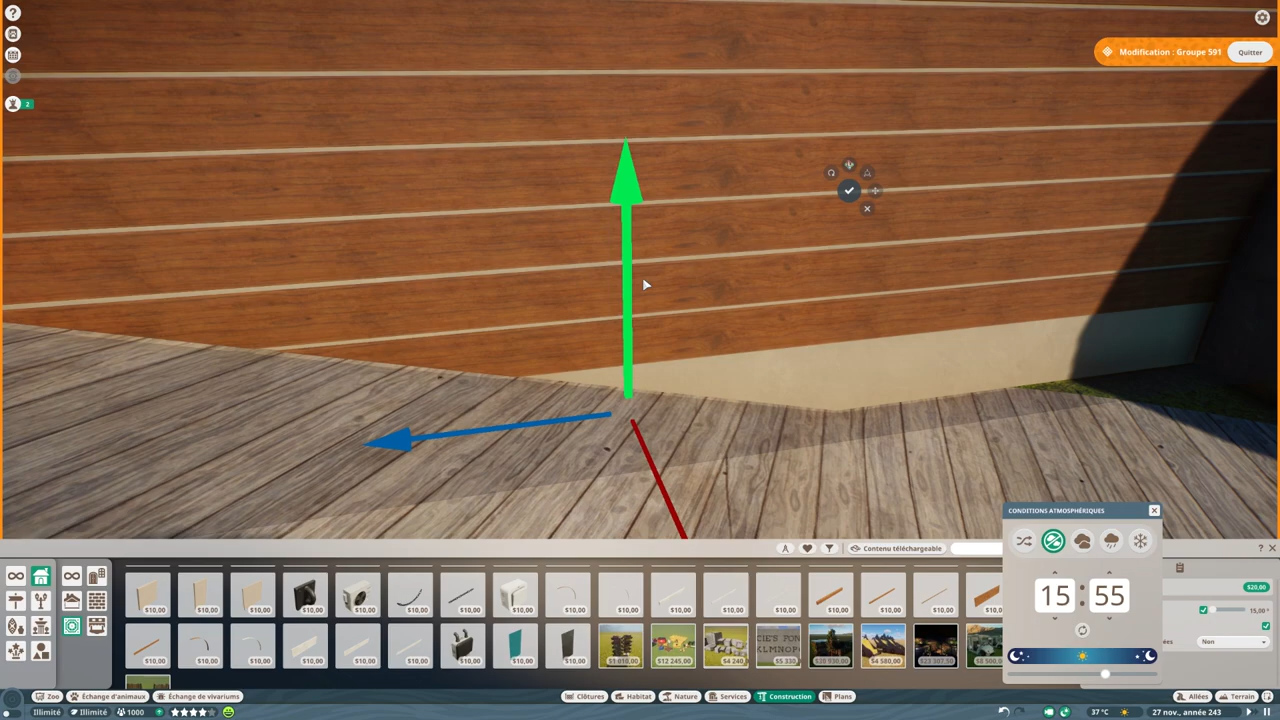 ?
Modification : Groupe 591
Quitter
2
CONDITIONS ATMOSPHÉRIQUES
Contenu téléchargeable
? ×
15 : 55
$10,00 $10,00 $10,00 $10,00 $10,00 $10,00 $10,00 $10,00 $10,00 $10,00 $10,00 $10,00 $10,00 $10,00 $10,00 $10,00 $10,00
$20,00
15,00°
$10,00 $10,00 $10,00 $10,00 $10,00 $10,00 $10,00 $10,00 $10,00 $12 245,00 $4 240, $5 330, $4 580,00 $23 307,50
Non
Zoo Échange d'animaux Échange de vivariums Clôtures Habitat Nature Services Construction Plans Allées Terrain
Illimité Illimité 1000 37 °C 27 nov., année 243